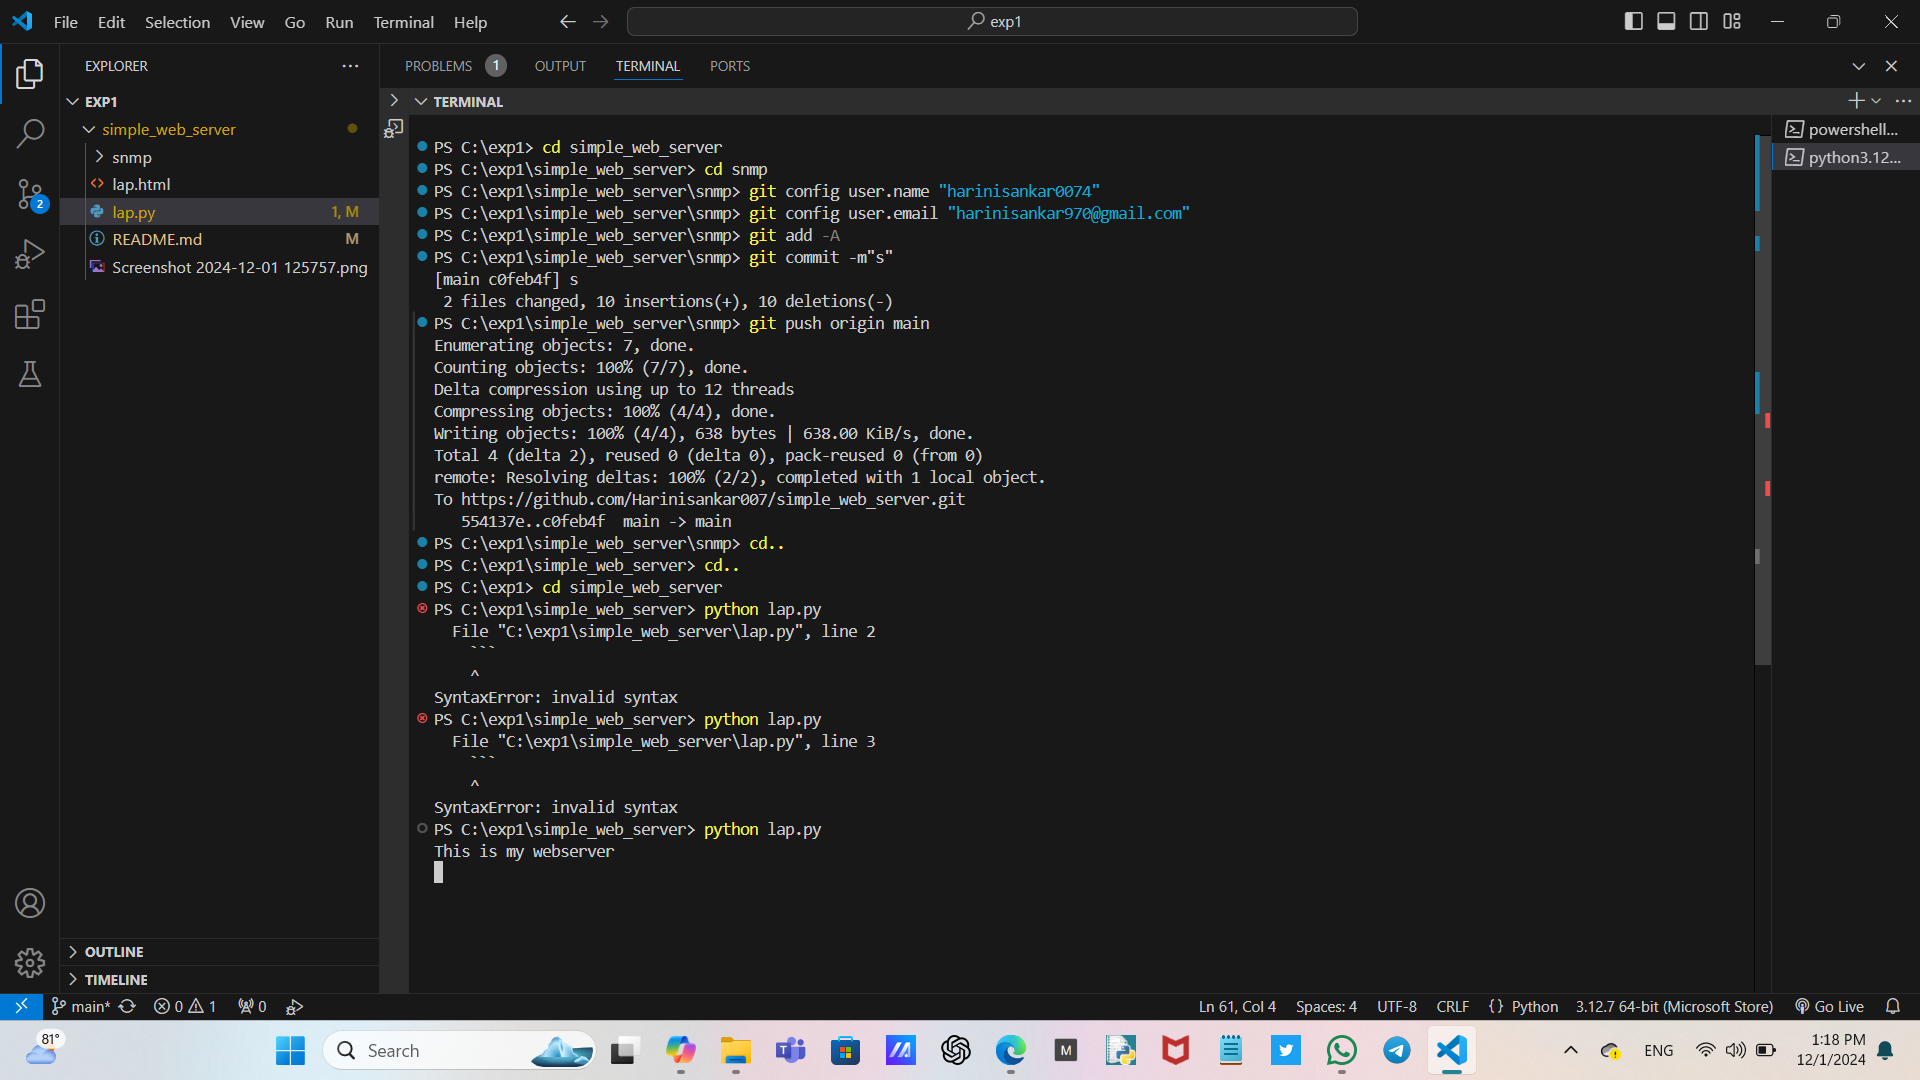 File Edit Selection View Go Run Terminal Help
exp1
EXPLORER
PROBLEMS 1 OUTPUT TERMINAL PORTS
EXP1
simple_web_server
snmp
lap.html
lap.py 1, M
README.md M
Screenshot 2024-12-01 125757.png
TERMINAL
powershell...
python3.12...
PS C:\exp1> cd simple_web_server
PS C:\exp1\simple_web_server> cd snmp
PS C:\exp1\simple_web_server\snmp> git config user.name "harinisankar0074"
PS C:\exp1\simple_web_server\snmp> git config user.email "harinisankar970@gmail.com"
PS C:\exp1\simple_web_server\snmp> git add -A
PS C:\exp1\simple_web_server\snmp> git commit -m"s"
[main c0feb4f] s
2 files changed, 10 insertions(+), 10 deletions(-)
PS C:\exp1\simple_web_server\snmp> git push origin main
Enumerating objects: 7, done.
Counting objects: 100% (7/7), done.
Delta compression using up to 12 threads
Compressing objects: 100% (4/4), done.
Writing objects: 100% (4/4), 638 bytes | 638.00 KiB/s, done.
Total 4 (delta 2), reused 0 (delta 0), pack-reused 0 (from 0)
remote: Resolving deltas: 100% (2/2), completed with 1 local object.
To https://github.com/Harinisankar007/simple_web_server.git
554137e..c0feb4f  main -> main
PS C:\exp1\simple_web_server\snmp> cd..
PS C:\exp1\simple_web_server> cd..
PS C:\exp1> cd simple_web_server
PS C:\exp1\simple_web_server> python lap.py
File "C:\exp1\simple_web_server\lap.py", line 2
```
^
SyntaxError: invalid syntax
PS C:\exp1\simple_web_server> python lap.py
File "C:\exp1\simple_web_server\lap.py", line 3
```
^
SyntaxError: invalid syntax
PS C:\exp1\simple_web_server> python lap.py
This is my webserver
2
OUTLINE
TIMELINE
main* 0 1 0 Ln 61, Col 4 Spaces: 4 UTF-8 CRLF {} Python 3.12.7 64-bit (Microsoft Store) Go Live
81° Search M ENG 1:18 PM
12/1/2024